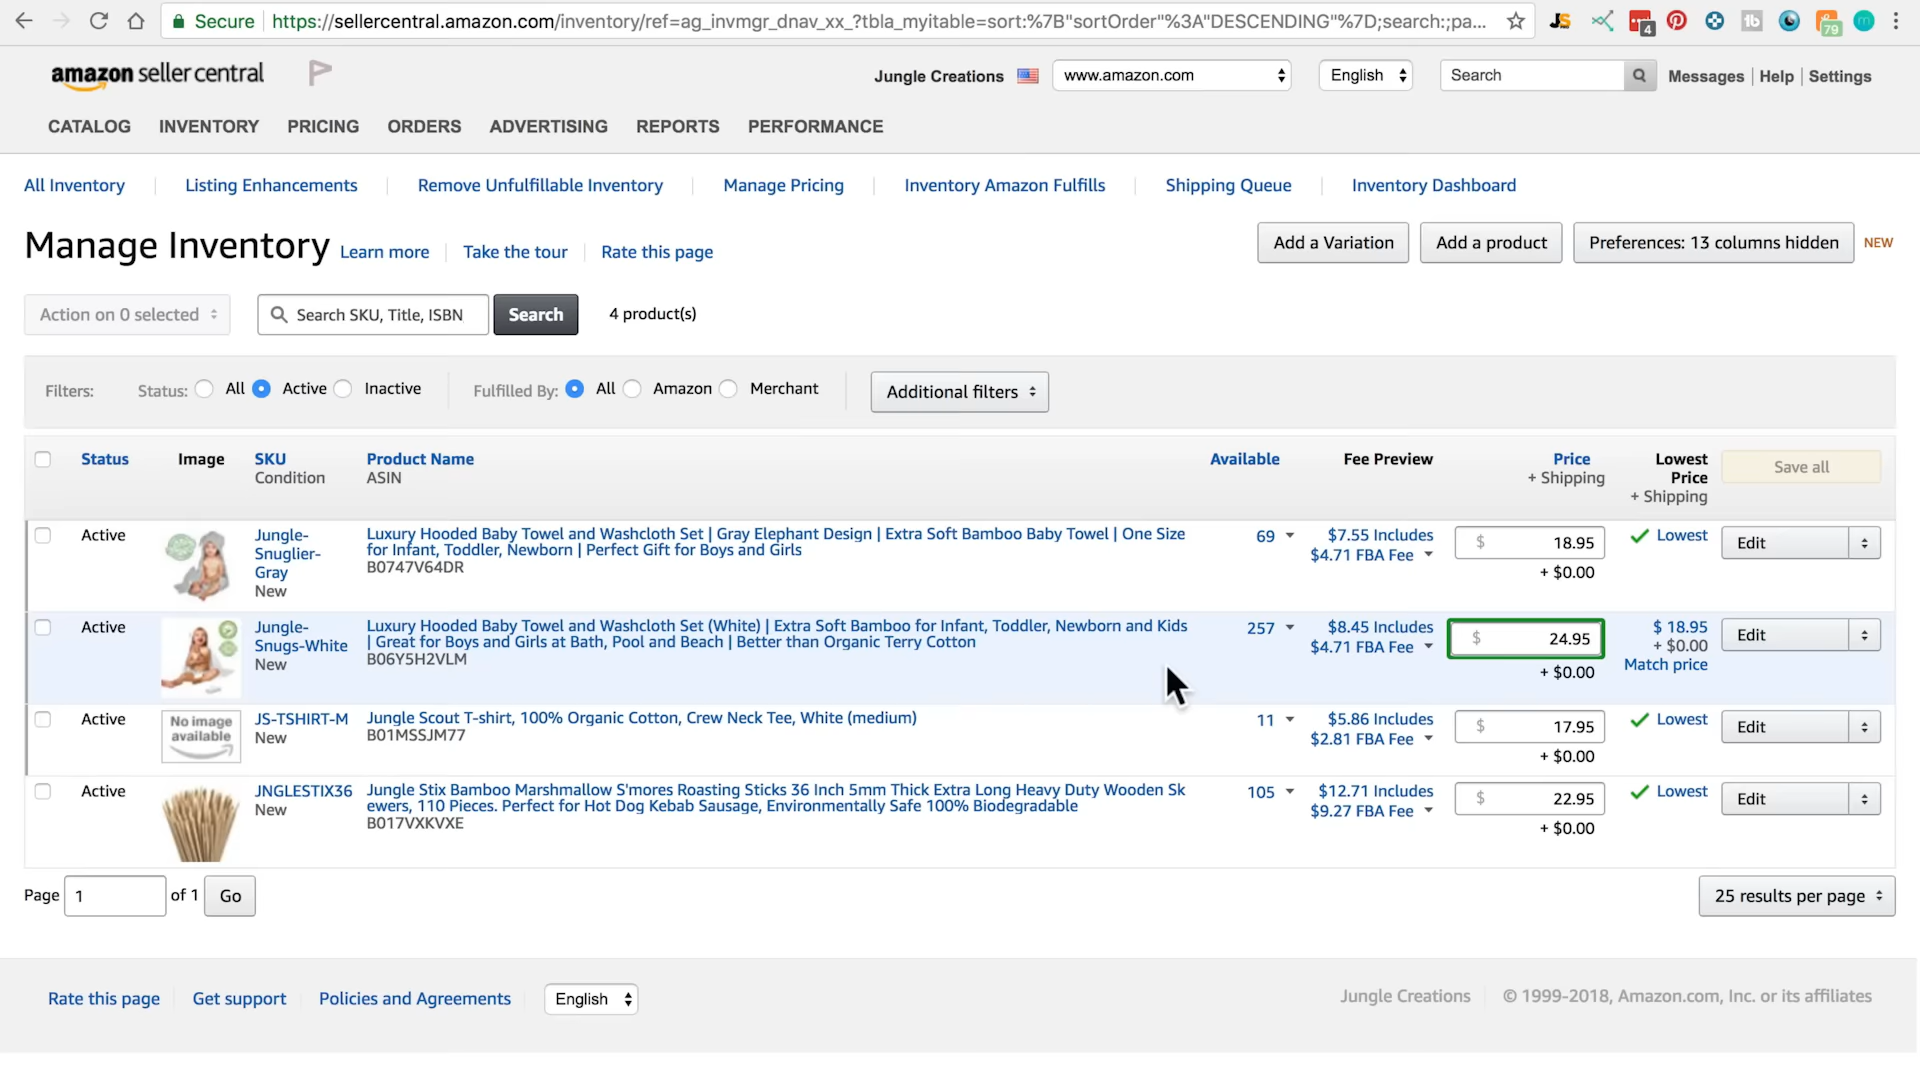 Secure https://sellercentral.amazon.com/inventory/ref=ag_invmgr_dnav_xx_?tbla_myitable=sort:%7B"sortOrder"%3A"DESCENDING"%7D;search:;pa...
JS 4 tb 79 m
amazon seller central
Jungle Creations www.amazon.com English Search Messages Help Settings
CATALOG INVENTORY PRICING ORDERS ADVERTISING REPORTS PERFORMANCE
All Inventory Listing Enhancements Remove Unfulfillable Inventory Manage Pricing Inventory Amazon Fulfills Shipping Queue Inventory Dashboard
Manage Inventory Learn more Take the tour Rate this page Add a Variation Add a product Preferences: 13 columns hidden NEW
Action on 0 selected Search SKU, Title, ISBN Search 4 product(s)
Filters: Status: All Active Inactive Fulfilled By: All Amazon Merchant Additional filters
Status Image SKU Product Name Available Fee Preview Price Lowest Save all
Condition ASIN + Shipping Price
+ Shipping
Active Jungle- Luxury Hooded Baby Towel and Washcloth Set | Gray Elephant Design | Extra Soft Bamboo Baby Towel | One Size 69 $7.55 Includes $ 18.95 Lowest Edit
Snuglier- for Infant, Toddler, Newborn | Perfect Gift for Boys and Girls $4.71 FBA Fee
Gray B0747V64DR + $0.00
New
Active Jungle- Luxury Hooded Baby Towel and Washcloth Set (White) | Extra Soft Bamboo for Infant, Toddler, Newborn and Kids 257 $8.45 Includes $ 24.95 $ 18.95 Edit
Snugs-White | Great for Boys and Girls at Bath, Pool and Beach | Better than Organic Terry Cotton $4.71 FBA Fee + $0.00
New B06Y5H2VLM + $0.00 Match price
Active No image available JS-TSHIRT-M Jungle Scout T-shirt, 100% Organic Cotton, Crew Neck Tee, White (medium) 11 $5.86 Includes $ 17.95 Lowest Edit
New B01MSSJM77 $2.81 FBA Fee
+ $0.00
Active JNGLESTIX36 Jungle Stix Bamboo Marshmallow S'mores Roasting Sticks 36 Inch 5mm Thick Extra Long Heavy Duty Wooden Sk 105 $12.71 Includes $ 22.95 Lowest Edit
New ewers, 110 Pieces. Perfect for Hot Dog Kebab Sausage, Environmentally Safe 100% Biodegradable $9.27 FBA Fee
B017VXKVXE + $0.00
Page 1 of 1 Go 25 results per page
Rate this page Get support Policies and Agreements English Jungle Creations © 1999-2018, Amazon.com, Inc. or its affiliates